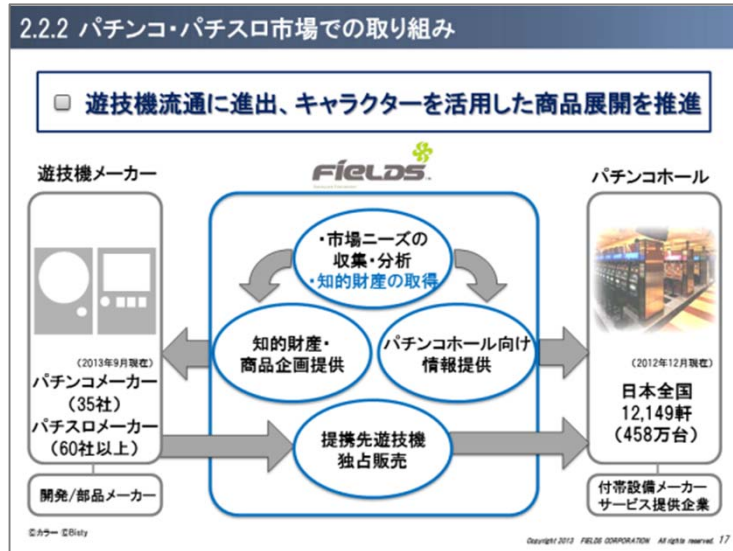 2.2.2 パチンコ・パチスロ市場での取り組み
遊技機流通に進出、キャラクターを活用した商品展開を推進
遊技機メーカー
FIELDS
パチンコホール
・市場ニーズの
収集・分析
・知的財産の取得
知的財産・
商品企画提供
パチンコホール向け
情報提供
(2013年9月現在)
パチンコメーカー
(35社)
パチスロメーカー
(60社以上)
(2012年12月現在)
日本全国
12,149軒
(458万台)
提携先遊技機
独占販売
開発/部品メーカー
付帯設備メーカー
サービス提供企業
©カラー ©Bisty
Copyright 2013 FIELDS CORPORATION All rights reserved. 17